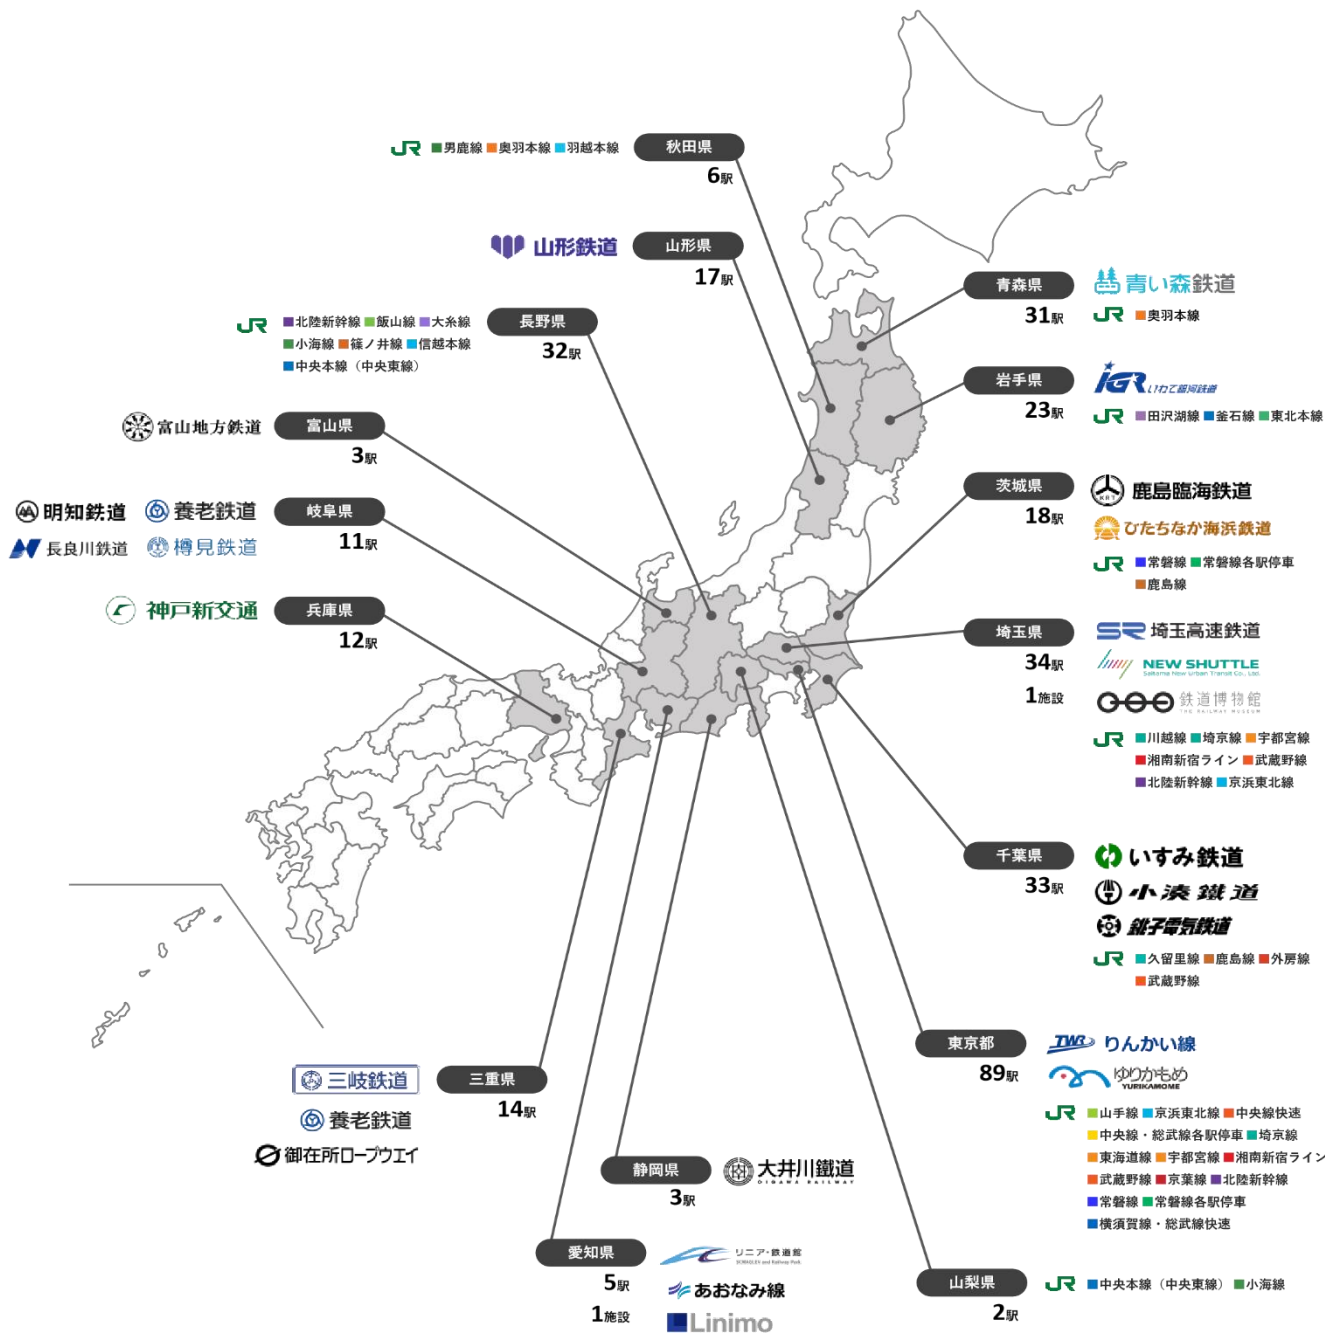 JR ■男鹿線 ■奥羽本線 ■羽越本線
秋田県
6駅
山形鉄道
山形県
17駅
JR ■北陸新幹線 ■飯山線 ■大糸線
■小海線 ■篠ノ井線 ■信越本線
■中央本線（中央東線）
長野県
32駅
富山地方鉄道
富山県
3駅
明知鉄道 養老鉄道
長良川鉄道 樽見鉄道
岐阜県
11駅
神戸新交通
兵庫県
12駅
青森県
31駅
青い森鉄道
JR ■奥羽本線
岩手県
23駅
IGR いわて銀河鉄道
JR ■田沢湖線 ■釜石線 ■東北本線
茨城県
18駅
KRT 鹿島臨海鉄道
ひたちなか海浜鉄道
JR ■常磐線 ■常磐線各駅停車
■鹿島線
埼玉県
34駅
1施設
SR 埼玉高速鉄道
NEW SHUTTLE
Saitama New Urban Transit Co., Ltd.
鉄道博物館
THE RAILWAY MUSEUM
JR ■川越線 ■埼京線 ■宇都宮線
■湘南新宿ライン ■武蔵野線
■北陸新幹線 ■京浜東北線
千葉県
33駅
いすみ鉄道
小湊鐵道
銚子電気鉄道
JR ■久留里線 ■鹿島線 ■外房線
■武蔵野線
東京都
89駅
TWR りんかい線
ゆりかもめ
YURIKAMOME
JR ■山手線 ■京浜東北線 ■中央線快速
■中央線・総武線各駅停車 ■埼京線
■東海道線 ■宇都宮線 ■湘南新宿ライン
■武蔵野線 ■京葉線 ■北陸新幹線
■常磐線 ■常磐線各駅停車
■横須賀線・総武線快速
三岐鉄道
養老鉄道
御在所ロープウエイ
三重県
14駅
静岡県
3駅
大井川鐵道
OIGAWA RAILWAY
愛知県
5駅
1施設
リニア・鉄道館
SCMAGLEV and Railway Park
あおなみ線
Linimo
山梨県
2駅
JR ■中央本線（中央東線） ■小海線